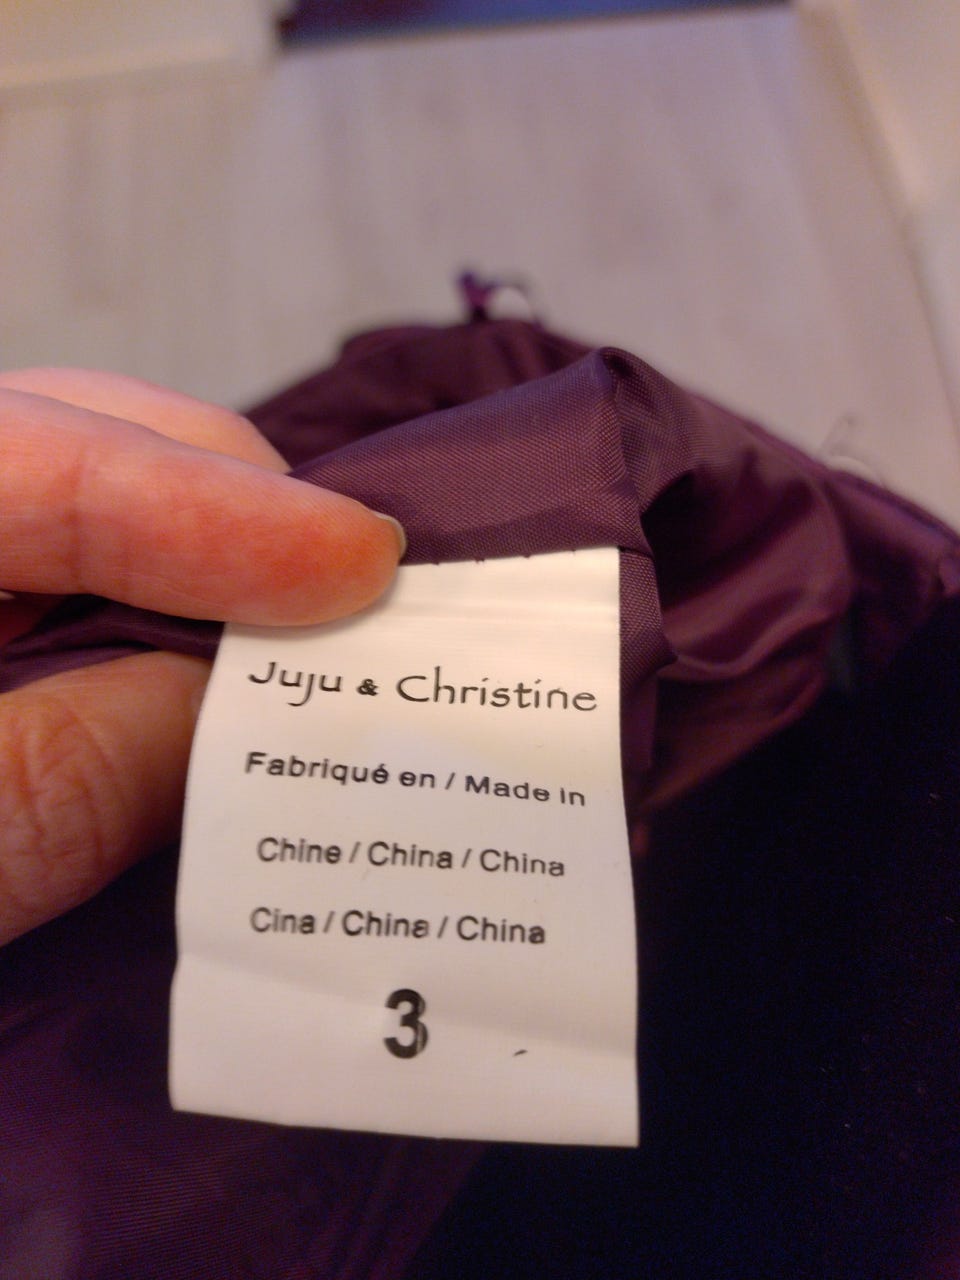 Juju & Christine
Fabriqué en / Made in
Chine / China / China
Cina / China / China
3